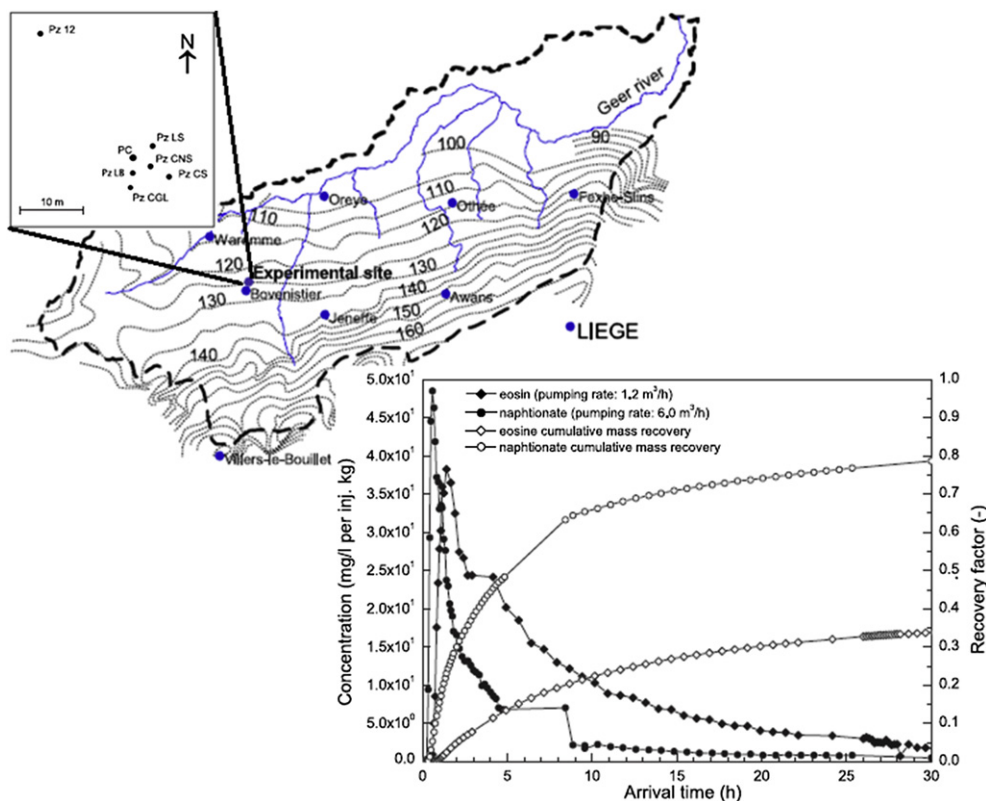 Pz 12
N
Pz LS
PC
Pz CNS
Pz LB
Pz CS
Pz CGL
10 m
Geer river
90
100
110
Oreye
Othée
Fexhe-Slins
110
120
Waremme
120
Experimental site
130
130
Bovenistier
140
Awans
150
Jeneffe
160
LIEGE
140
Villers-le-Bouillet
eosin (pumping rate: 1,2 m³/h)
naphtionate (pumping rate: 6,0 m³/h)
eosine cumulative mass recovery
naphtionate cumulative mass recovery
Concentration (mg/l per inj. kg)
5.0x10¹
4.5x10¹
4.0x10¹
3.5x10¹
3.0x10¹
2.5x10¹
2.0x10¹
1.5x10¹
1.0x10¹
5.0x10⁰
0.0
1.0
0.9
0.8
0.7
0.6
0.5
0.4
0.3
0.2
0.1
0.0
Recovery factor (-)
0 5 10 15 20 25 30
Arrival time (h)